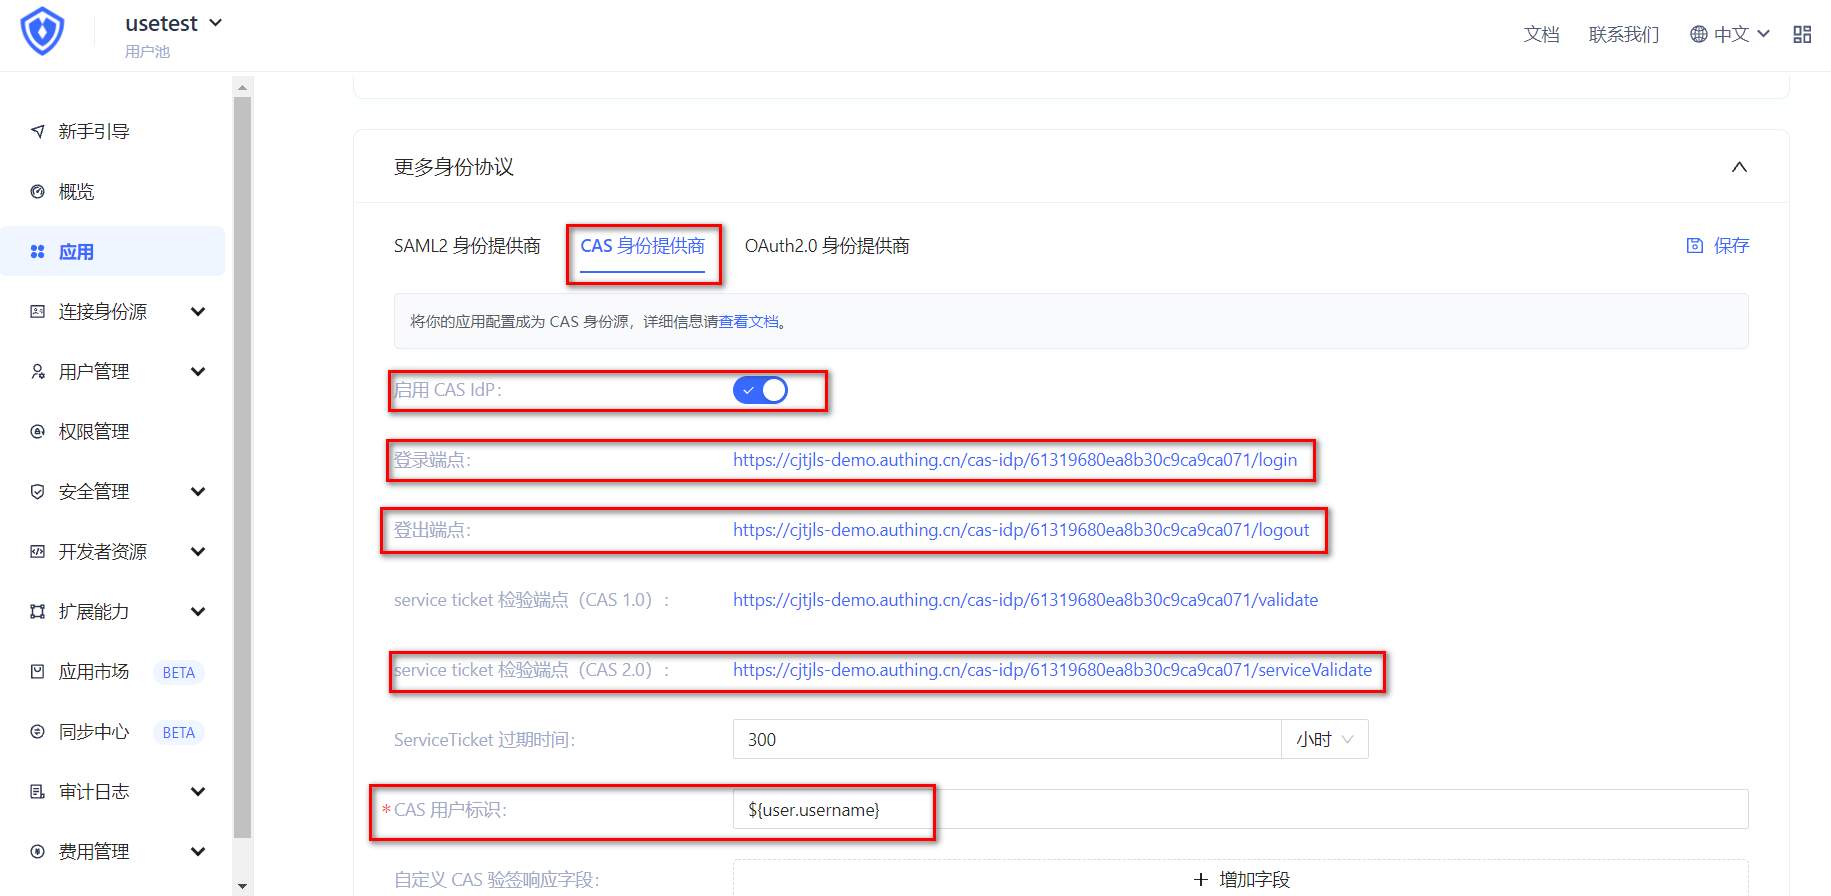 usetest
用户池
文档
联系我们
中文
新手引导
概览
应用
连接身份源
用户管理
权限管理
安全管理
开发者资源
扩展能力
应用市场 BETA
同步中心 BETA
审计日志
费用管理
更多身份协议
SAML2 身份提供商
CAS 身份提供商
OAuth2.0 身份提供商
保存
将你的应用配置成为 CAS 身份源，详细信息请查看文档。
启用 CAS IdP：
登录端点： https://cjtjls-demo.authing.cn/cas-idp/61319680ea8b30c9ca9ca071/login
登出端点： https://cjtjls-demo.authing.cn/cas-idp/61319680ea8b30c9ca9ca071/logout
service ticket 检验端点（CAS 1.0）： https://cjtjls-demo.authing.cn/cas-idp/61319680ea8b30c9ca9ca071/validate
service ticket 检验端点（CAS 2.0）： https://cjtjls-demo.authing.cn/cas-idp/61319680ea8b30c9ca9ca071/serviceValidate
ServiceTicket 过期时间： 300 小时
* CAS 用户标识： ${user.username}
自定义 CAS 验签响应字段： + 增加字段